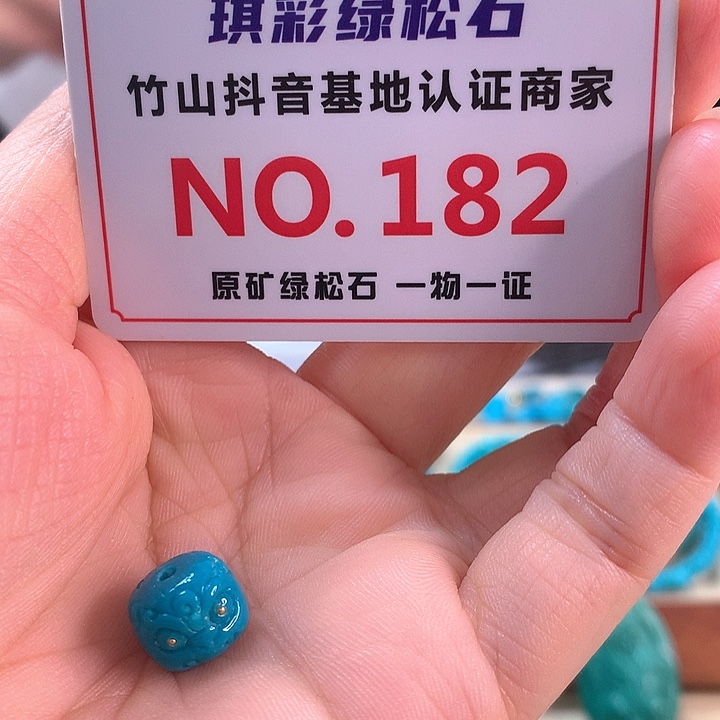 琪彩绿松石
竹山抖音基地认证商家
NO.182
原矿绿松石 一物一证